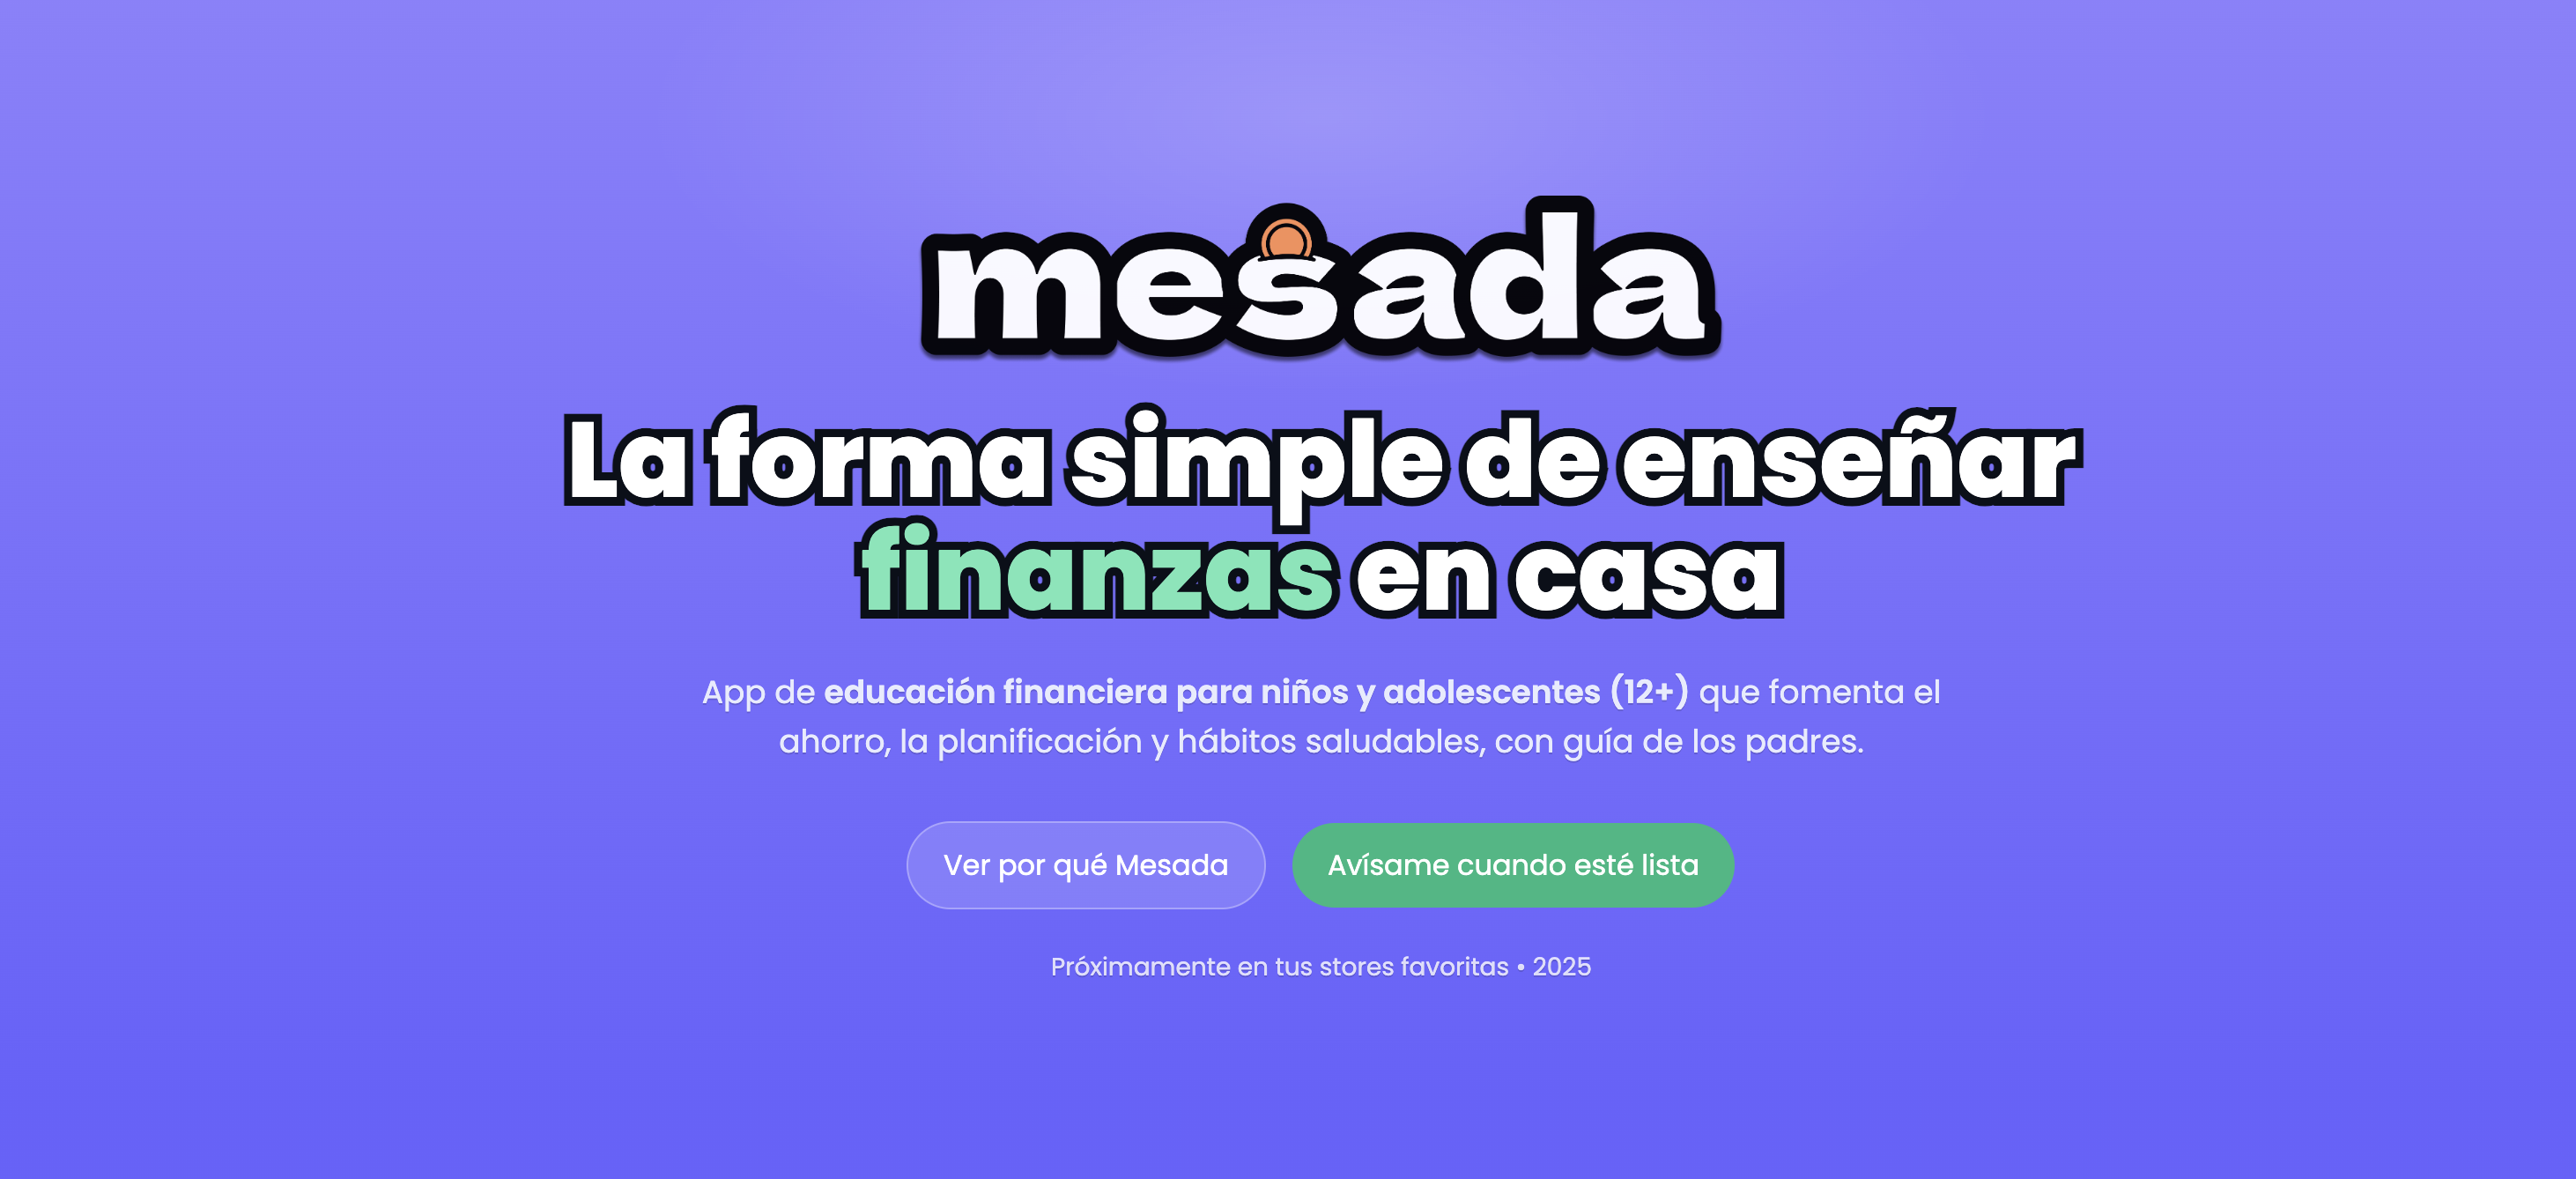 mesada
La forma simple de enseñar
finanzas en casa
App de educación financiera para niños y adolescentes (12+) que fomenta el
ahorro, la planificación y hábitos saludables, con guía de los padres.
Ver por qué Mesada
Avísame cuando esté lista
Próximamente en tus stores favoritas • 2025